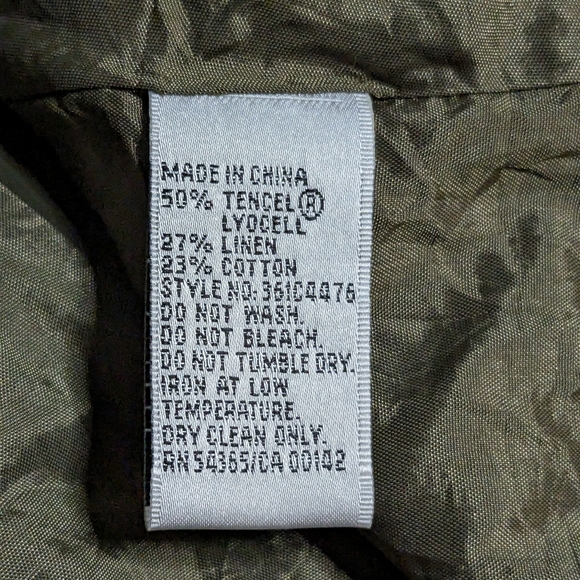 MADE IN CHINA
50% TENCEL®
LYOCELL
27% LINEN
23% COTTON
STYLE NO: 361C4476
DO NOT WASH.
DO NOT BLEACH.
DO NOT TUMBLE DRY.
IRON AT LOW
TEMPERATURE.
DRY CLEAN ONLY.
RN 54365/CA 00142